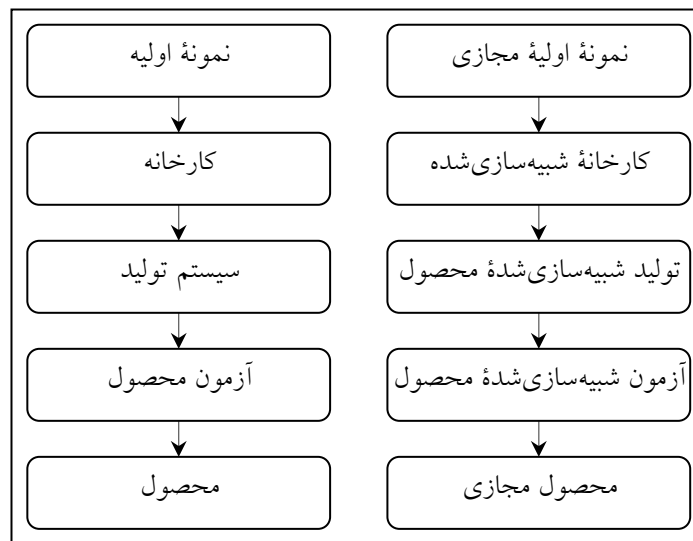 نمونهٔ اولیهٔ مجازی
کارخانهٔ شبیه‌سازی‌شده
تولید شبیه‌سازی‌شدهٔ محصول
آزمون شبیه‌سازی‌شدهٔ محصول
محصول مجازی
نمونهٔ اولیه
کارخانه
سیستم تولید
آزمون محصول
محصول